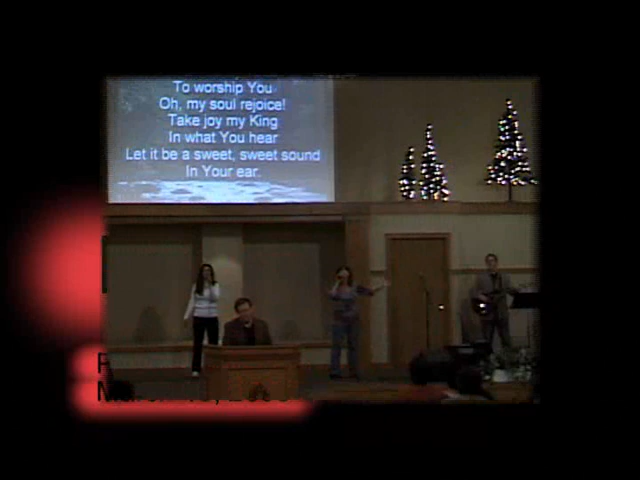 To worship You
Oh, my soul rejoice!
Take joy my King
In what You hear
Let it be a sweet, sweet sound
In Your ear.